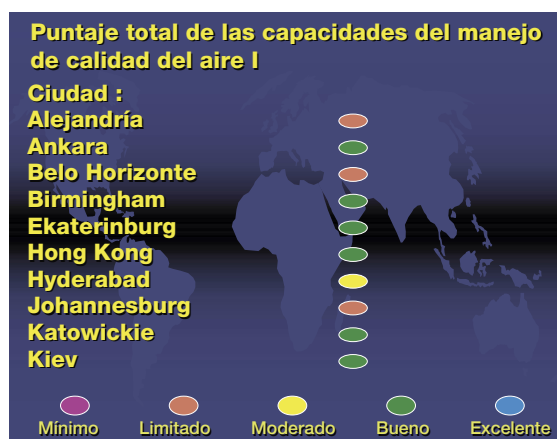 Puntaje total de las capacidades del manejo
de calidad del aire I
Ciudad :
Alejandría
Ankara
Belo Horizonte
Birmingham
Ekaterinburg
Hong Kong
Hyderabad
Johannesburg
Katowickie
Kiev
Mínimo Limitado Moderado Bueno Excelente